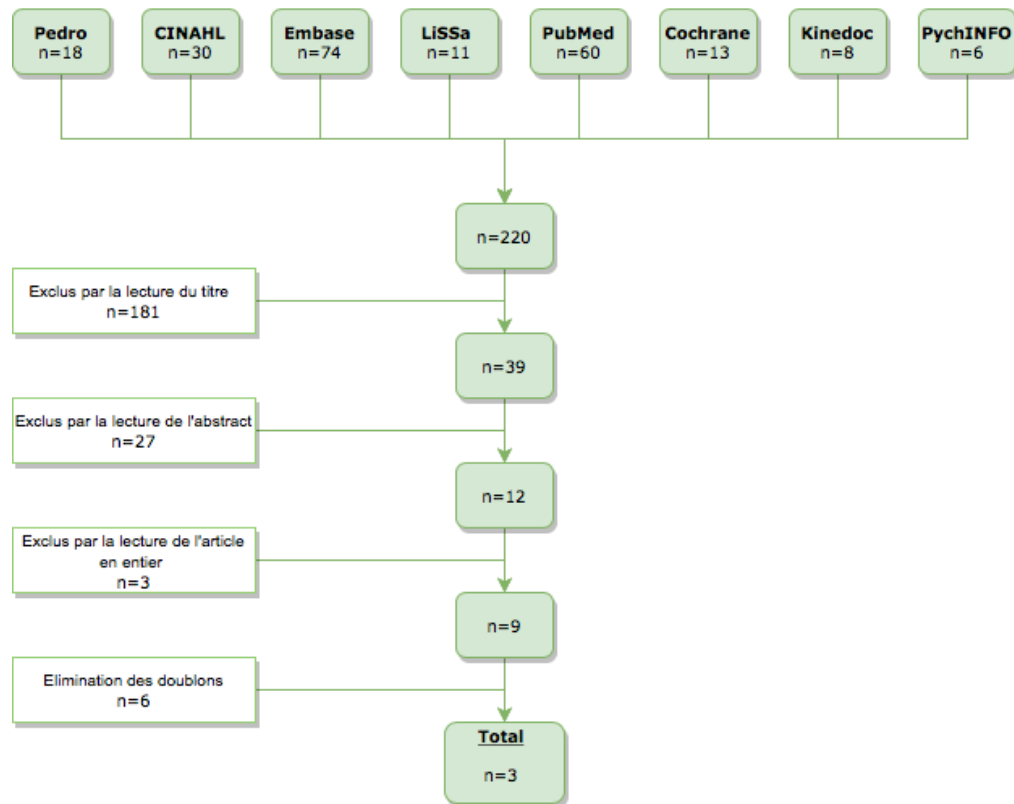 Pedro
n=18
CINAHL
n=30
Embase
n=74
LiSSa
n=11
PubMed
n=60
Cochrane
n=13
Kinedoc
n=8
PychINFO
n=6
n=220
Exclus par la lecture du titre
n=181
n=39
Exclus par la lecture de l'abstract
n=27
n=12
Exclus par la lecture de l'article
en entier
n=3
n=9
Elimination des doublons
n=6
Total
n=3